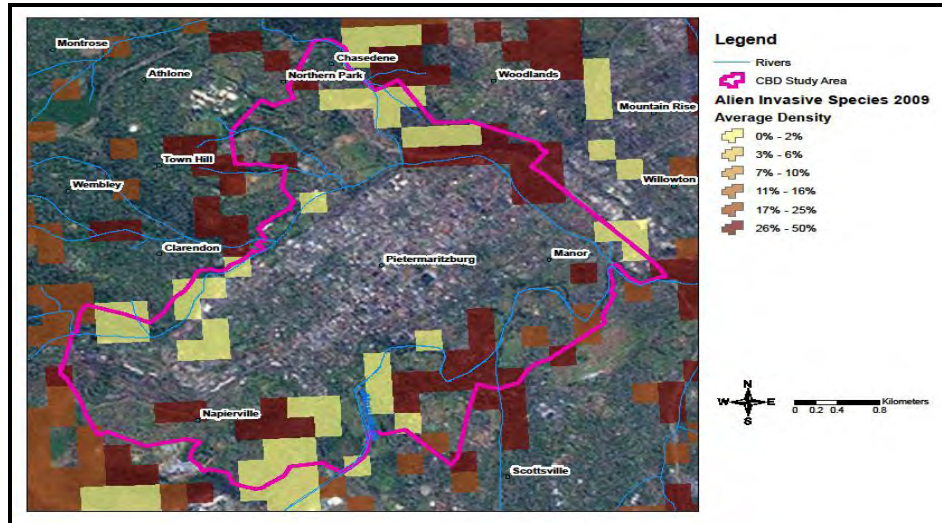 Montrose
Chasedene
Athlone
Northern Park
Woodlands
Mountain Rise
Town Hill
Wembley
Willowton
Clarendon
Pietermaritzburg
Manor
Napierville
Scottsville
Legend
Rivers
CBD Study Area
Alien Invasive Species 2009
Average Density
0% - 2%
3% - 6%
7% - 10%
11% - 16%
17% - 25%
26% - 50%
N
W E
S
Kilometers
0 0.2 0.4 0.8